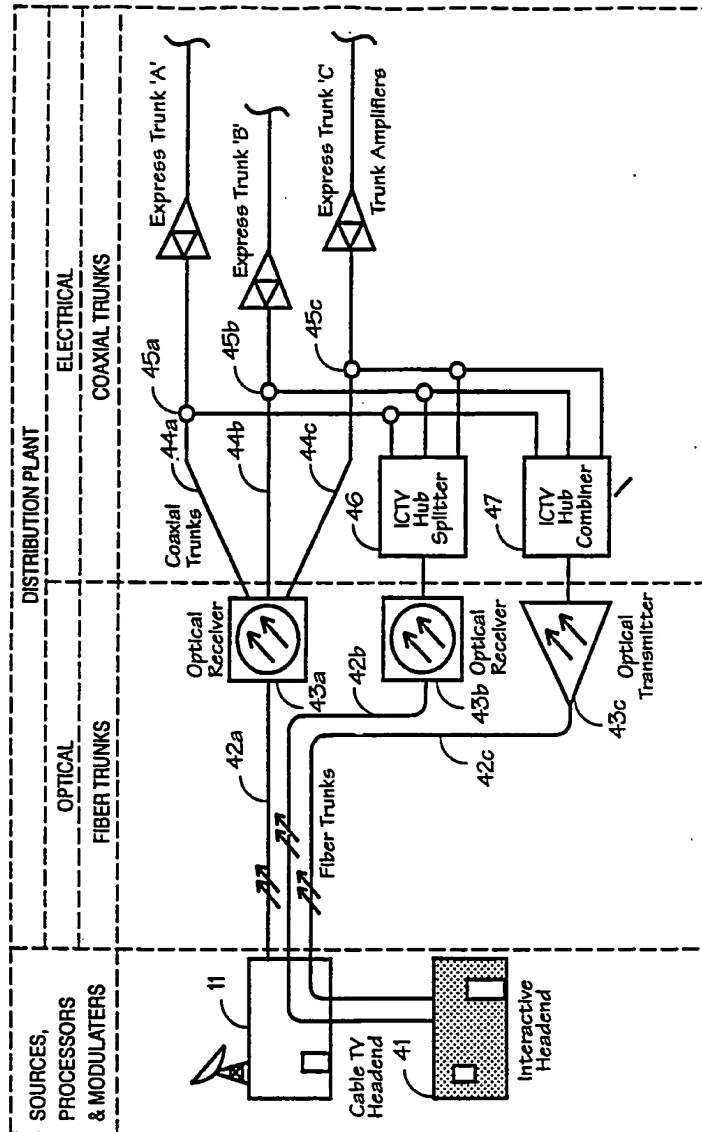 DISTRIBUTION PLANT
SOURCES,
PROCESSORS
& MODULATERS
OPTICAL
ELECTRICAL
FIBER TRUNKS
COAXIAL TRUNKS
11
Cable TV
Headend
41
Interactive
Headend
42a
42b
42c
Fiber Trunks
Optical
Receiver
43a
43b
Optical
Receiver
43c
Optical
Transmitter
Coaxial
Trunks
44a
44b
44c
45a
45b
45c
46
ICTV
Hub
Splitter
47
ICTV
Hub
Combiner
Express Trunk 'A'
Express Trunk 'B'
Express Trunk 'C'
Trunk Amplifiers